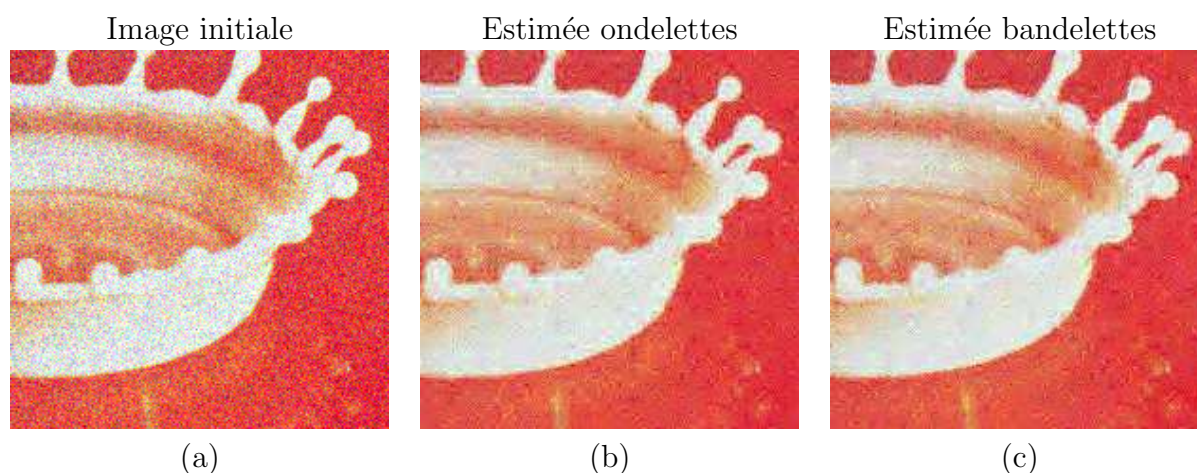 Image initiale
Estimée ondelettes
Estimée bandelettes
(a)
(b)
(c)